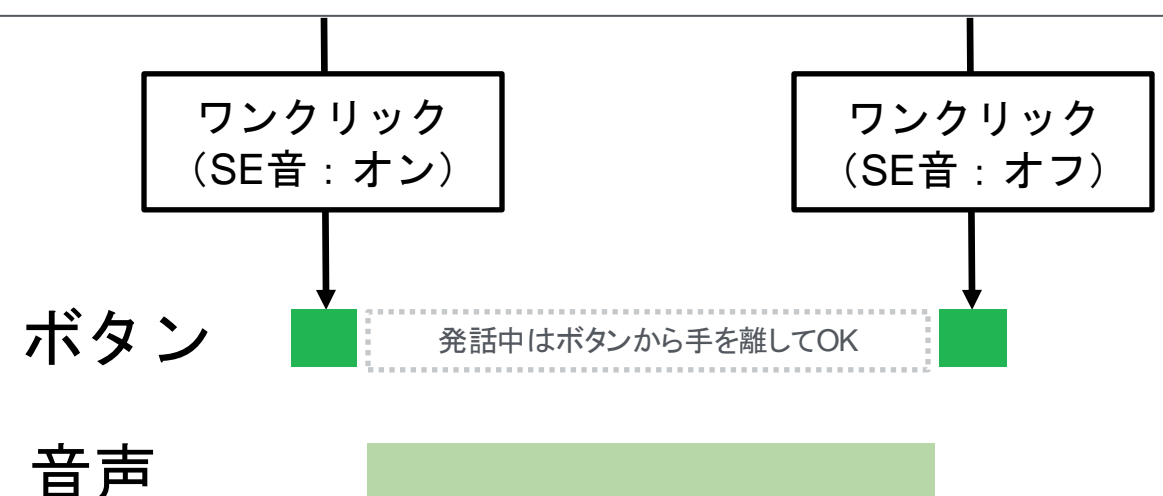 ワンクリック
(SE音:オン)
ワンクリック
(SE音:オフ)
ボタン
発話中はボタンから手を離してOK
音声